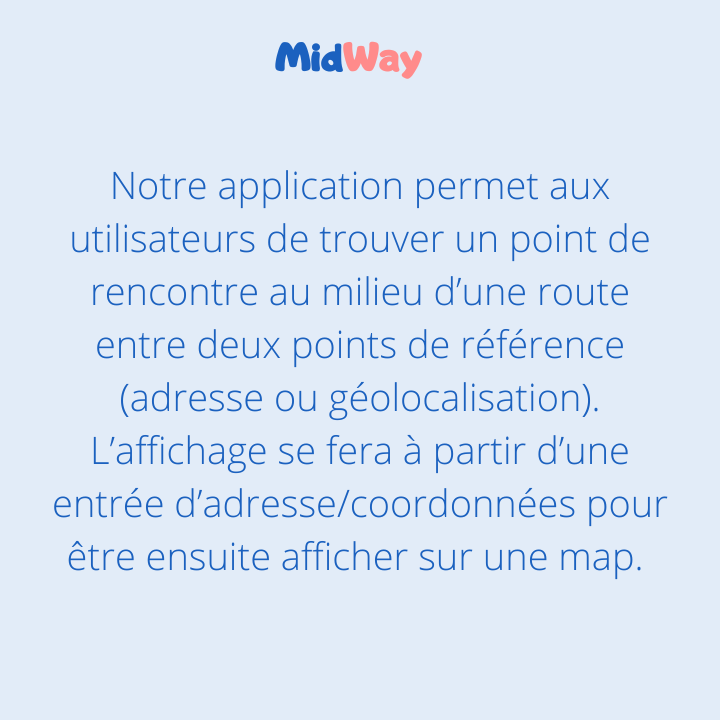 MidWay
Notre application permet aux
utilisateurs de trouver un point de
rencontre au milieu d’une route
entre deux points de référence
(adresse ou géolocalisation).
L’affichage se fera à partir d’une
entrée d’adresse/coordonnées pour
être ensuite afficher sur une map.